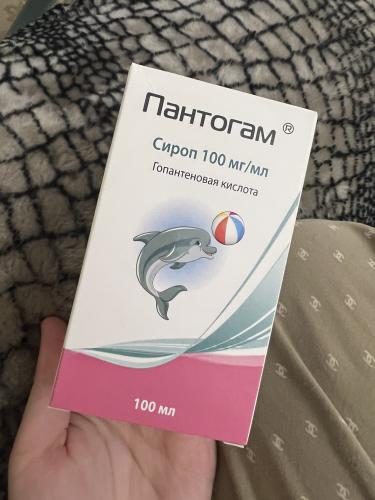 Пантогам ®
Сироп 100 мг/мл
Гопантеновая кислота
100 мл